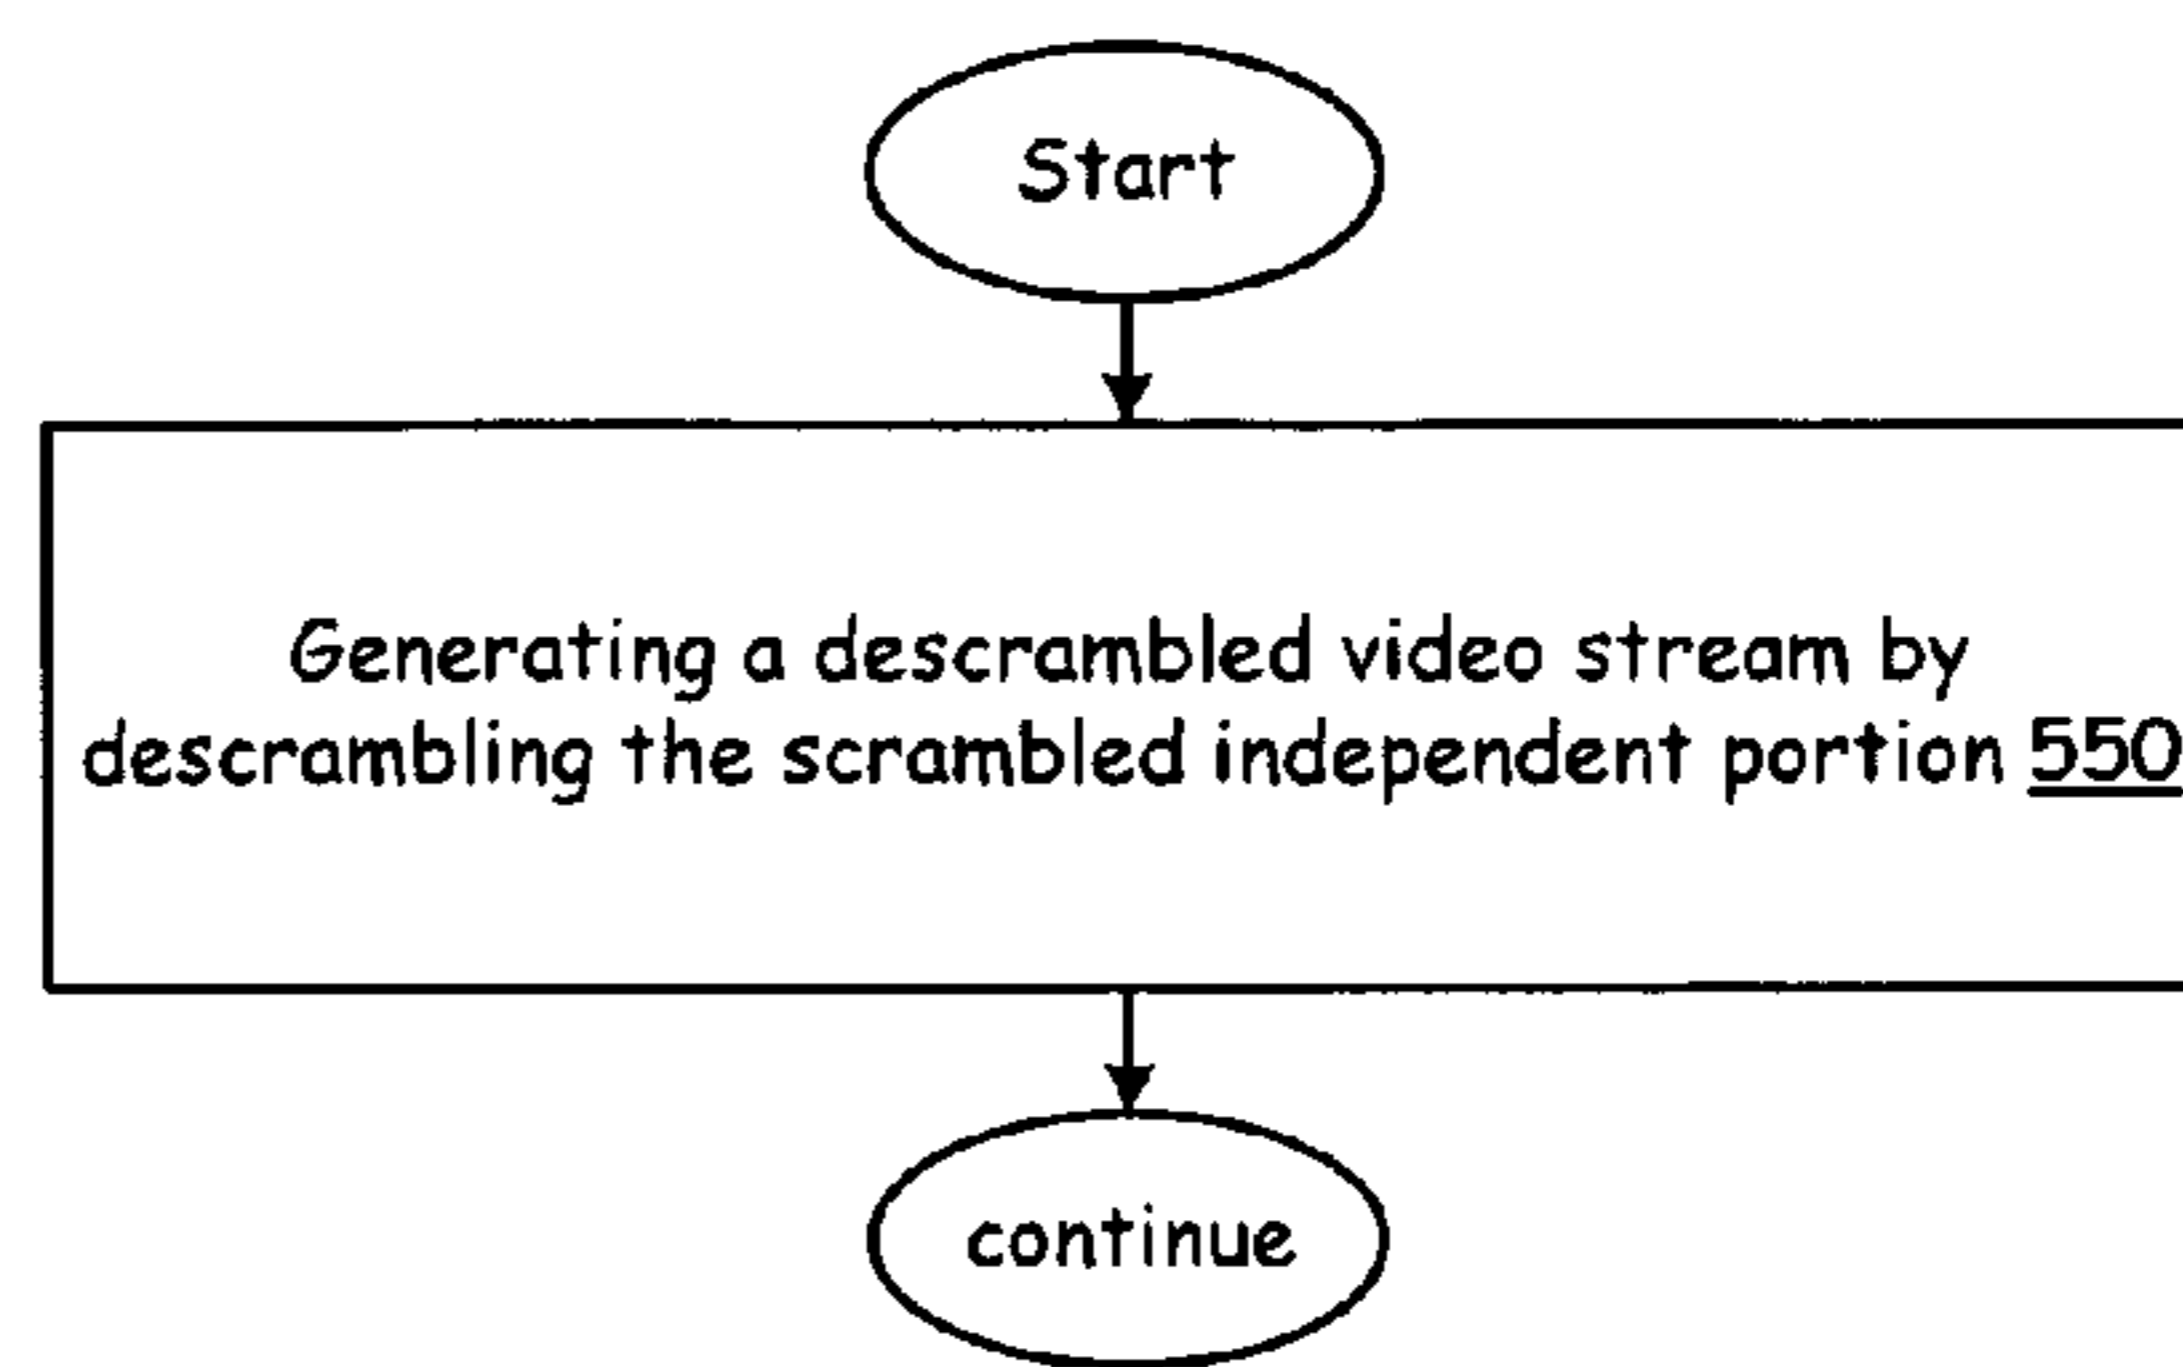 Start
Generating a descrambled video stream by
descrambling the scrambled independent portion 550
continue